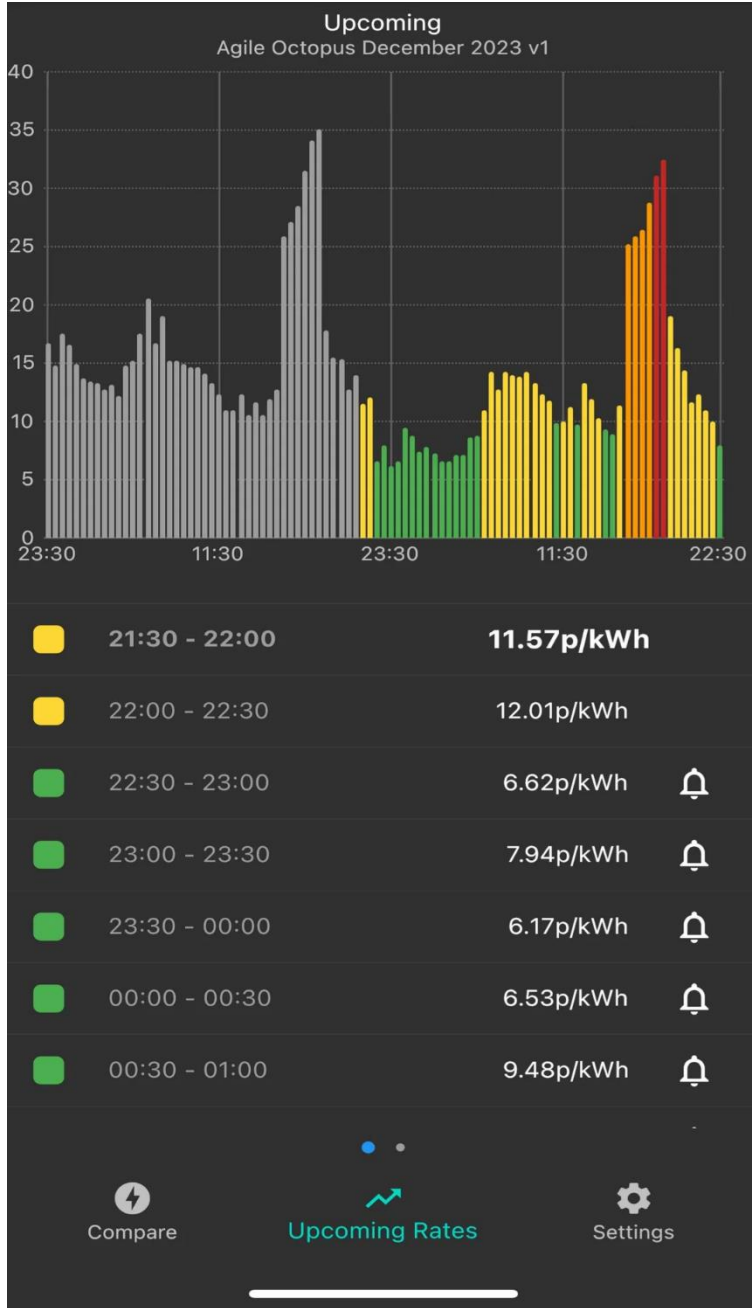 Upcoming
Agile Octopus December 2023 v1
40
35
30
25
20
15
10
5
0
23:30 11:30 23:30 11:30 22:30
21:30 - 22:00 11.57p/kWh
22:00 - 22:30 12.01p/kWh
22:30 - 23:00 6.62p/kWh
23:00 - 23:30 7.94p/kWh
23:30 - 00:00 6.17p/kWh
00:00 - 00:30 6.53p/kWh
00:30 - 01:00 9.48p/kWh
Compare Upcoming Rates Settings